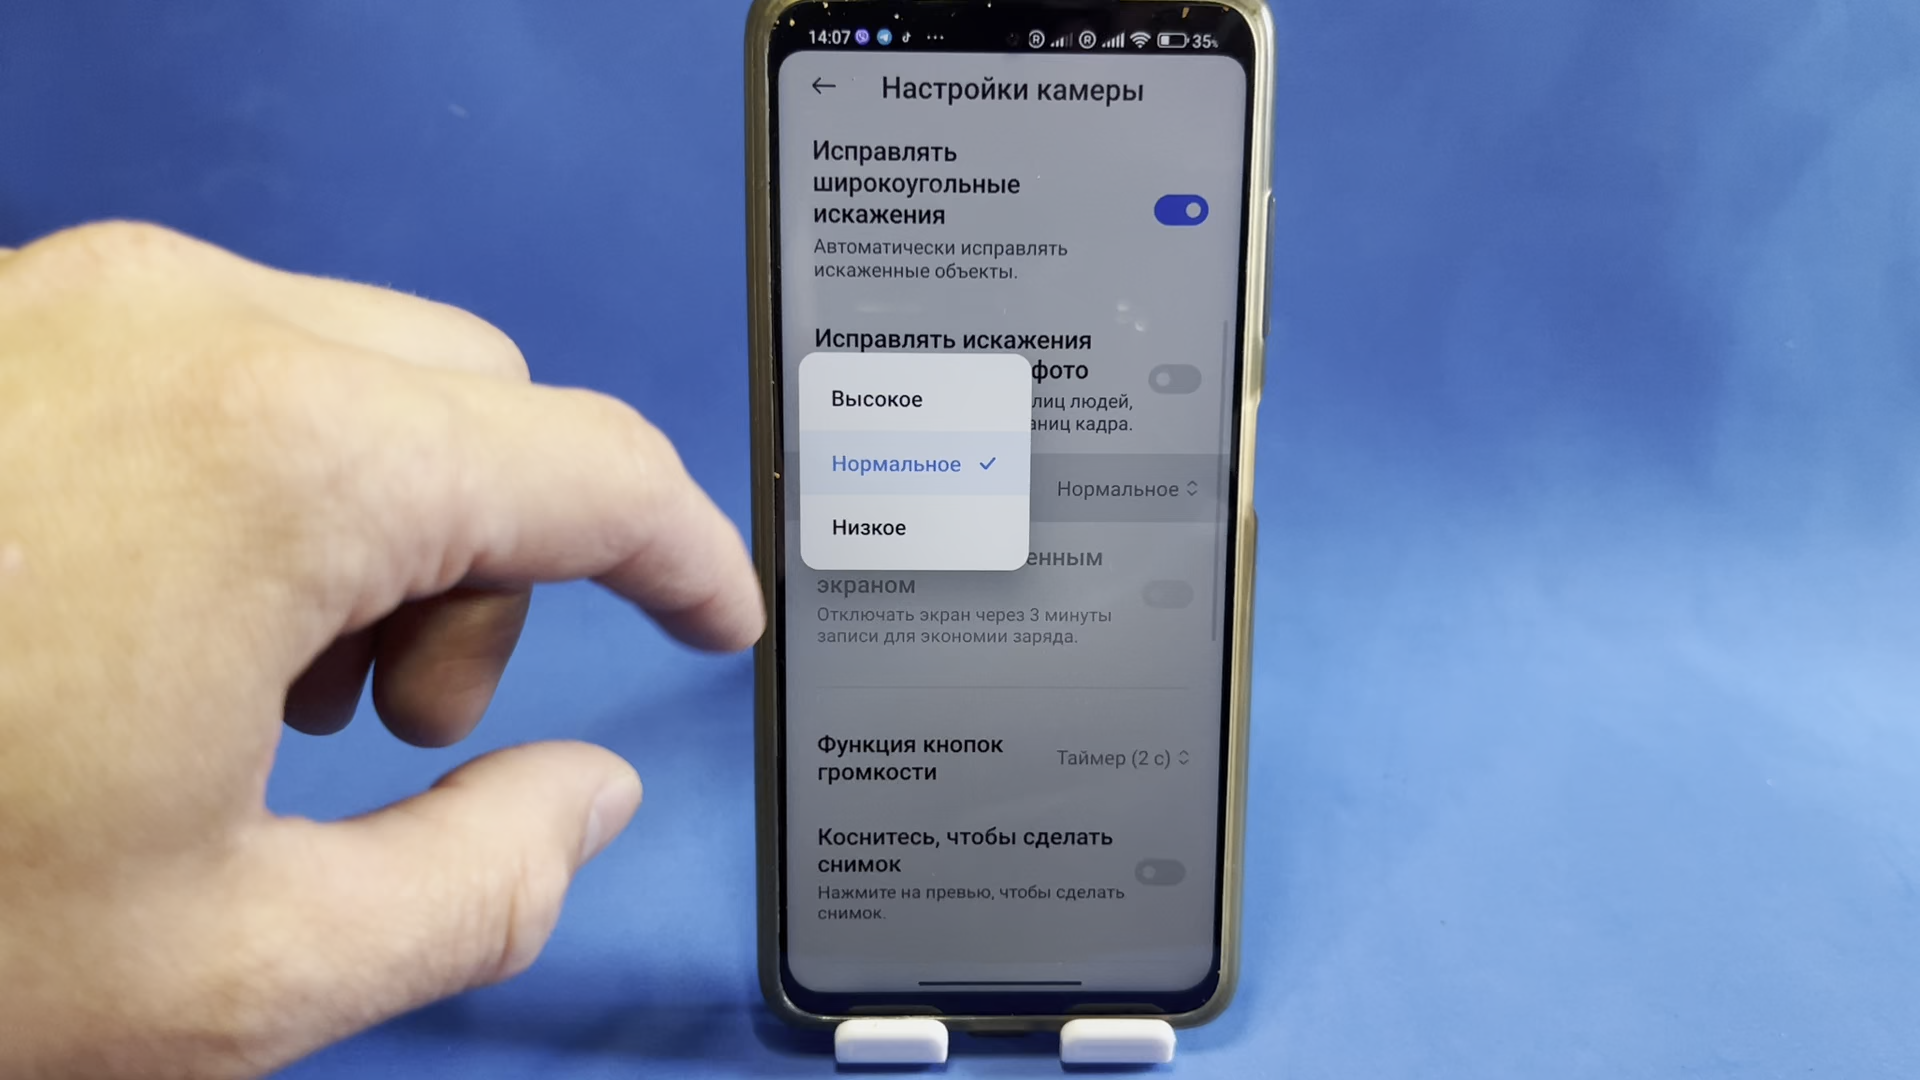 14:07 ... 35%
Настройки камеры
Исправлять
широкоугольные
искажения
Автоматически исправлять
искаженные объекты.
Исправлять искажения
фото
лиц людей,
аниц кадра.
Высокое
Нормальное
Нормальное
Низкое
енным
экраном
Отключать экран через 3 минуты
записи для экономии заряда.
Функция кнопок
громкости
Таймер (2 с)
Коснитесь, чтобы сделать
снимок
Нажмите на превью, чтобы сделать
снимок.